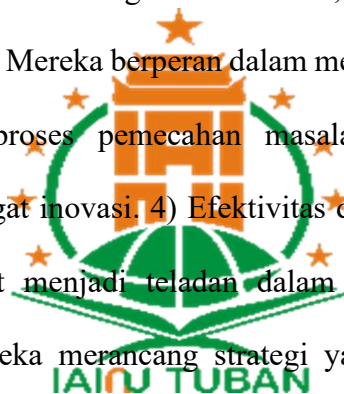 Mereka berperan dalam me
proses pemecahan masala
gat inovasi. 4) Efektivitas d
t menjadi teladan dalam
eka merancang strategi ya
IAINU TUBAN